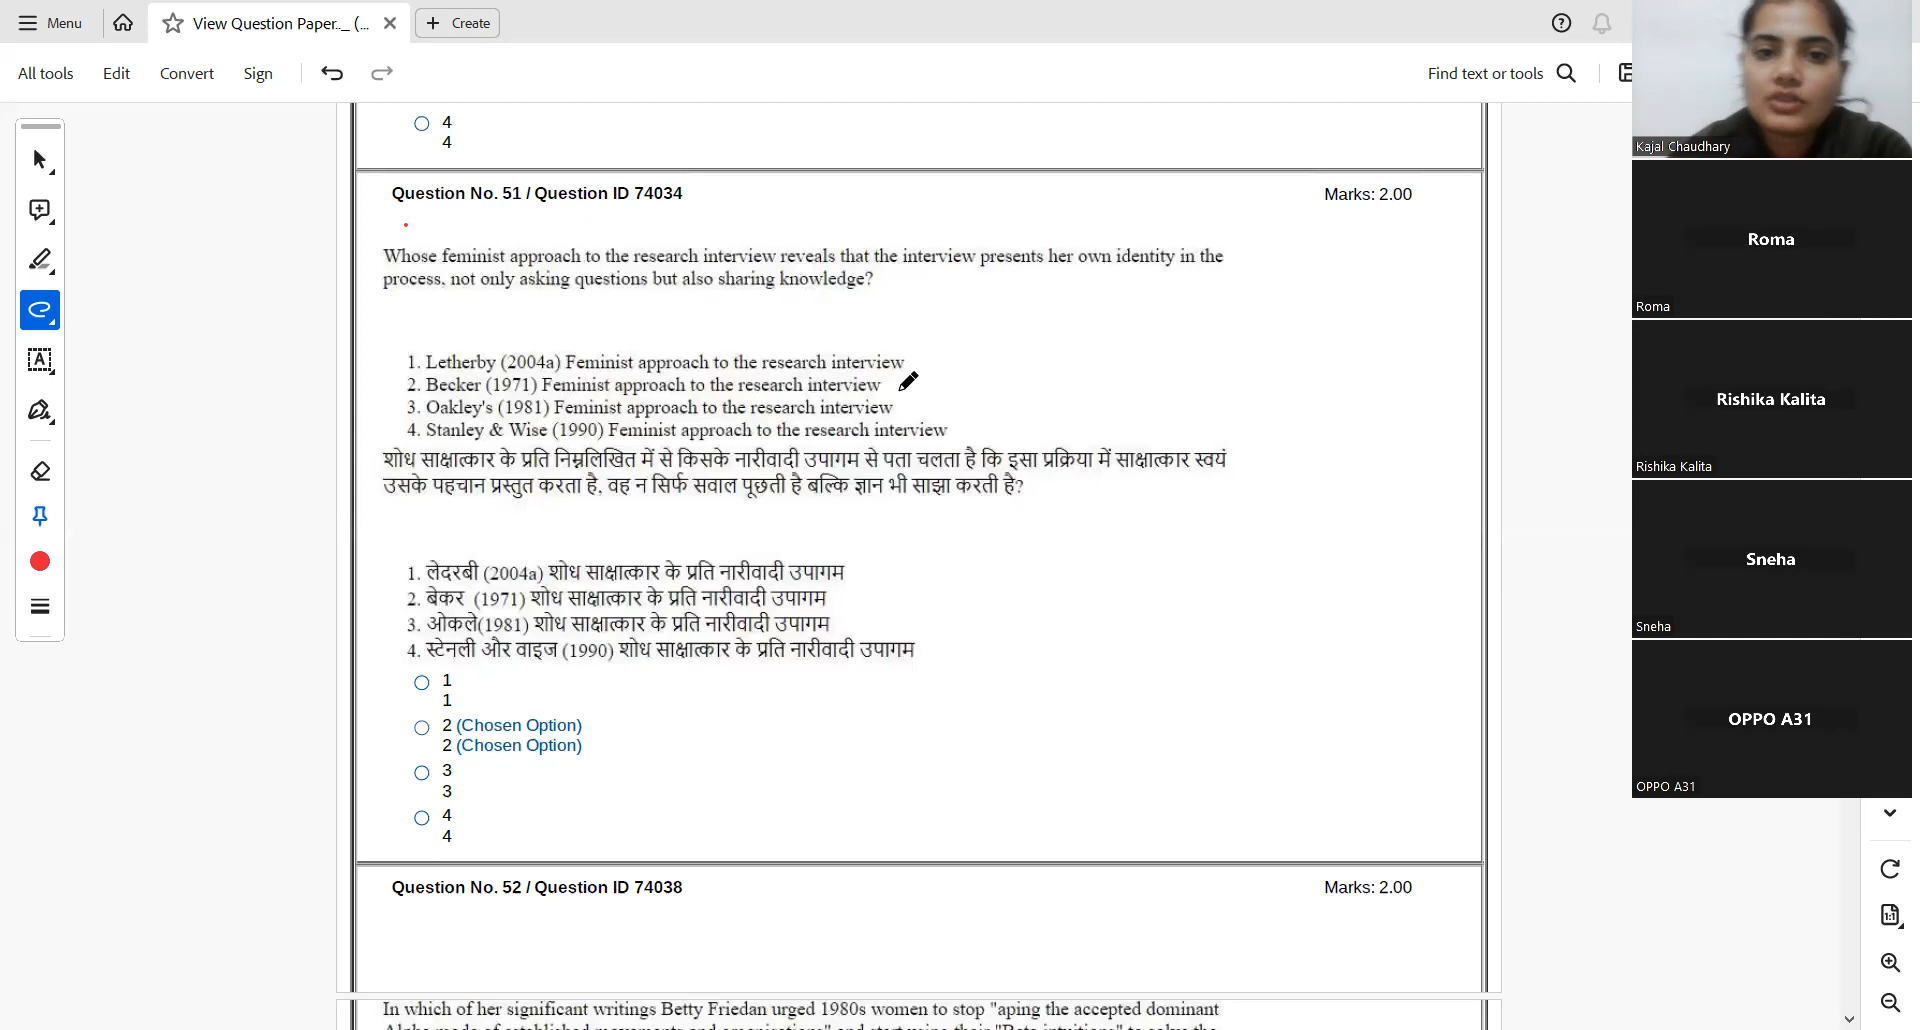 Menu
View Question Paper.._ (...
Create
All tools
Edit
Convert
Sign
Find text or tools
4
4
Question No. 51 / Question ID 74034
Marks: 2.00
Whose feminist approach to the research interview reveals that the interview presents her own identity in the
process, not only asking questions but also sharing knowledge?
1. Letherby (2004a) Feminist approach to the research interview
2. Becker (1971) Feminist approach to the research interview
3. Oakley's (1981) Feminist approach to the research interview
4. Stanley & Wise (1990) Feminist approach to the research interview
शोध साक्षात्कार के प्रति निम्नलिखित में से किसके नारीवादी उपागम से पता चलता है कि इसा प्रक्रिया में साक्षात्कार स्वयं
उसके पहचान प्रस्तुत करता है, वह न सिर्फ सवाल पूछती है बल्कि ज्ञान भी साझा करती है?
1. लेदरबी (2004a) शोध साक्षात्कार के प्रति नारीवादी उपागम
2. बेकर (1971) शोध साक्षात्कार के प्रति नारीवादी उपागम
3. ओकले(1981) शोध साक्षात्कार के प्रति नारीवादी उपागम
4. स्टेनली और वाइज (1990) शोध साक्षात्कार के प्रति नारीवादी उपागम
1
1
2 (Chosen Option)
2 (Chosen Option)
3
3
4
4
Question No. 52 / Question ID 74038
Marks: 2.00
In which of her significant writings Betty Friedan urged 1980s women to stop "aping the accepted dominant
Kajal Chaudhary
Roma
Roma
Rishika Kalita
Rishika Kalita
Sneha
Sneha
OPPO A31
OPPO A31
1:1